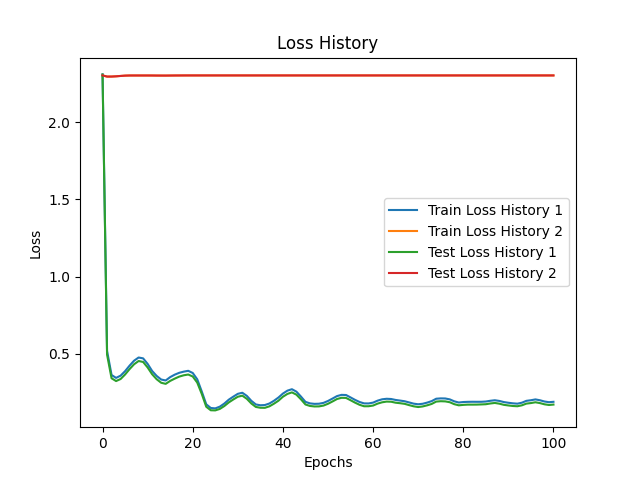 Loss History
2.0
1.5
1.0
0.5
Loss
Train Loss History 1
Train Loss History 2
Test Loss History 1
Test Loss History 2
0 20 40 60 80 100
Epochs